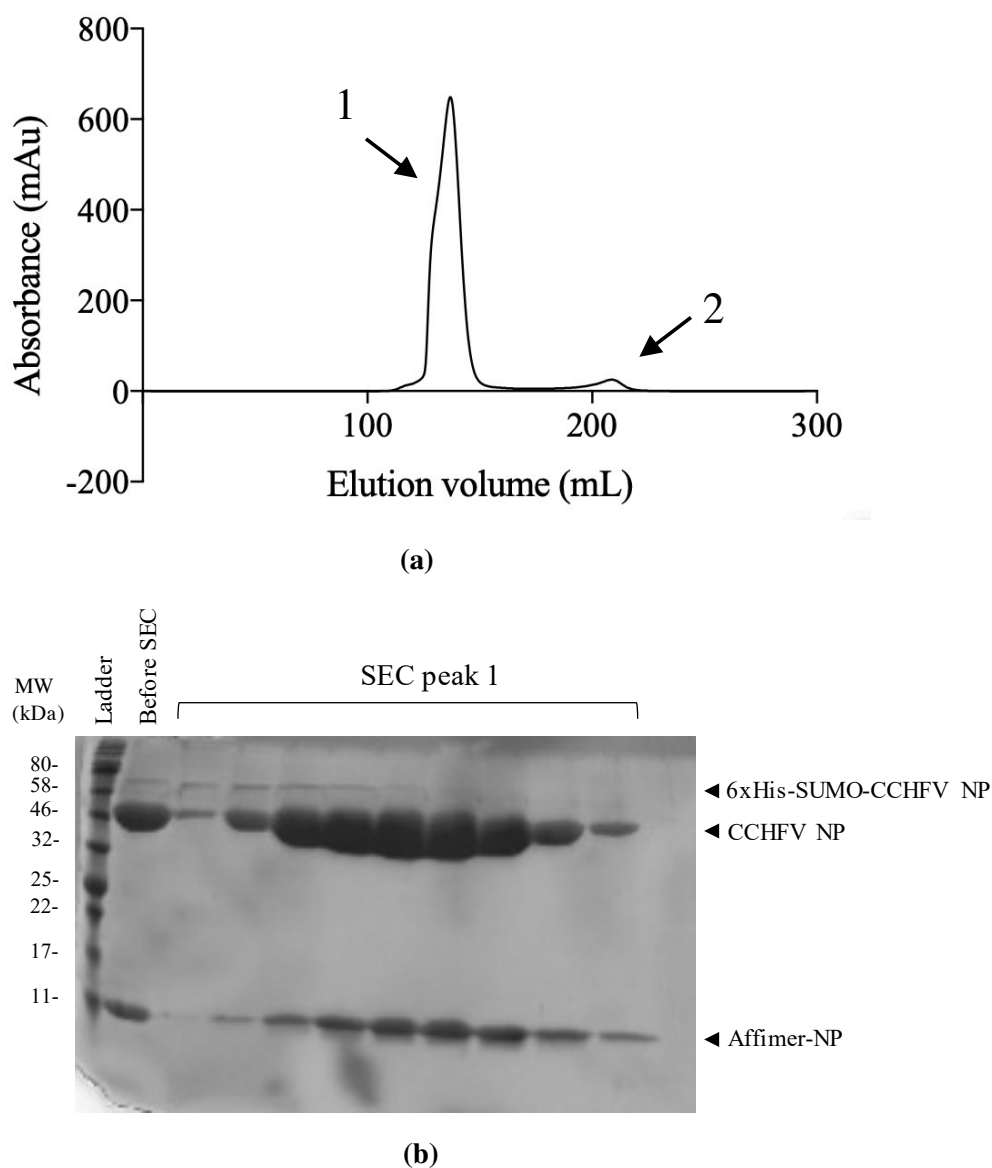 800
600
400
200
0
-200
Absorbance (mAu)
1
2
100
200
300
Elution volume (mL)
(a)
MW
(kDa)
Ladder
Before SEC
SEC peak 1
80-
58-
46-
32-
25-
22-
17-
11-
6xHis-SUMO-CCHFV NP
CCHFV NP
Affimer-NP
(b)